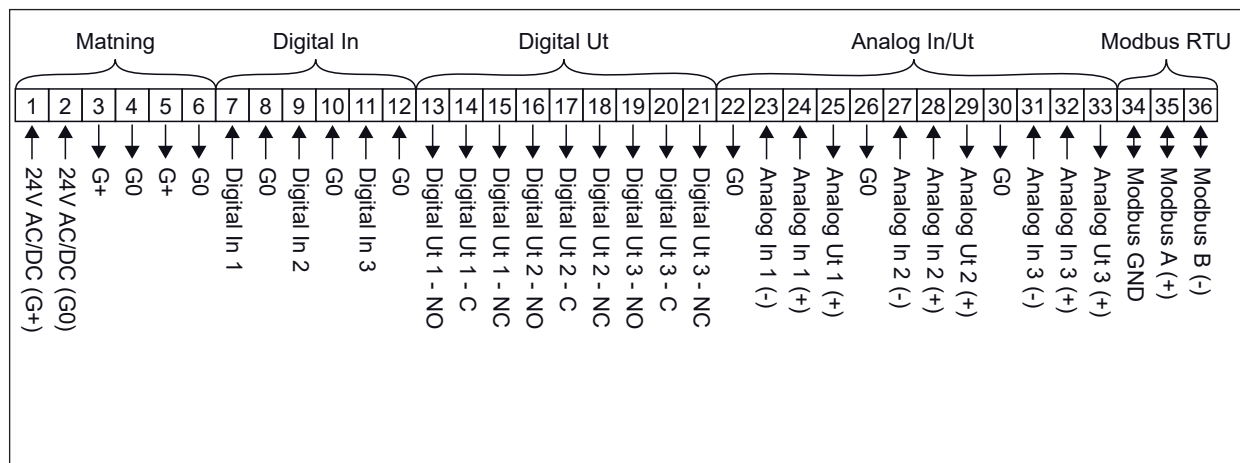 Matning
Digital In
Digital Ut
Analog In/Ut
Modbus RTU
1 2 3 4 5 6 7 8 9 10 11 12 13 14 15 16 17 18 19 20 21 22 23 24 25 26 27 28 29 30 31 32 33 34 35 36
24V AC/DC (G+)
24V AC/DC (G0)
G+
G0
G+
G0
Digital In 1
G0
Digital In 2
G0
Digital In 3
G0
Digital Ut 1 - NO
Digital Ut 1 - C
Digital Ut 1 - NC
Digital Ut 2 - NO
Digital Ut 2 - C
Digital Ut 2 - NC
Digital Ut 3 - NO
Digital Ut 3 - C
Digital Ut 3 - NC
G0
Analog In 1 (-)
Analog In 1 (+)
Analog Ut 1 (+)
G0
Analog In 2 (-)
Analog In 2 (+)
Analog Ut 2 (+)
G0
Analog In 3 (-)
Analog In 3 (+)
Analog Ut 3 (+)
Modbus GND
Modbus A (+)
Modbus B (-)